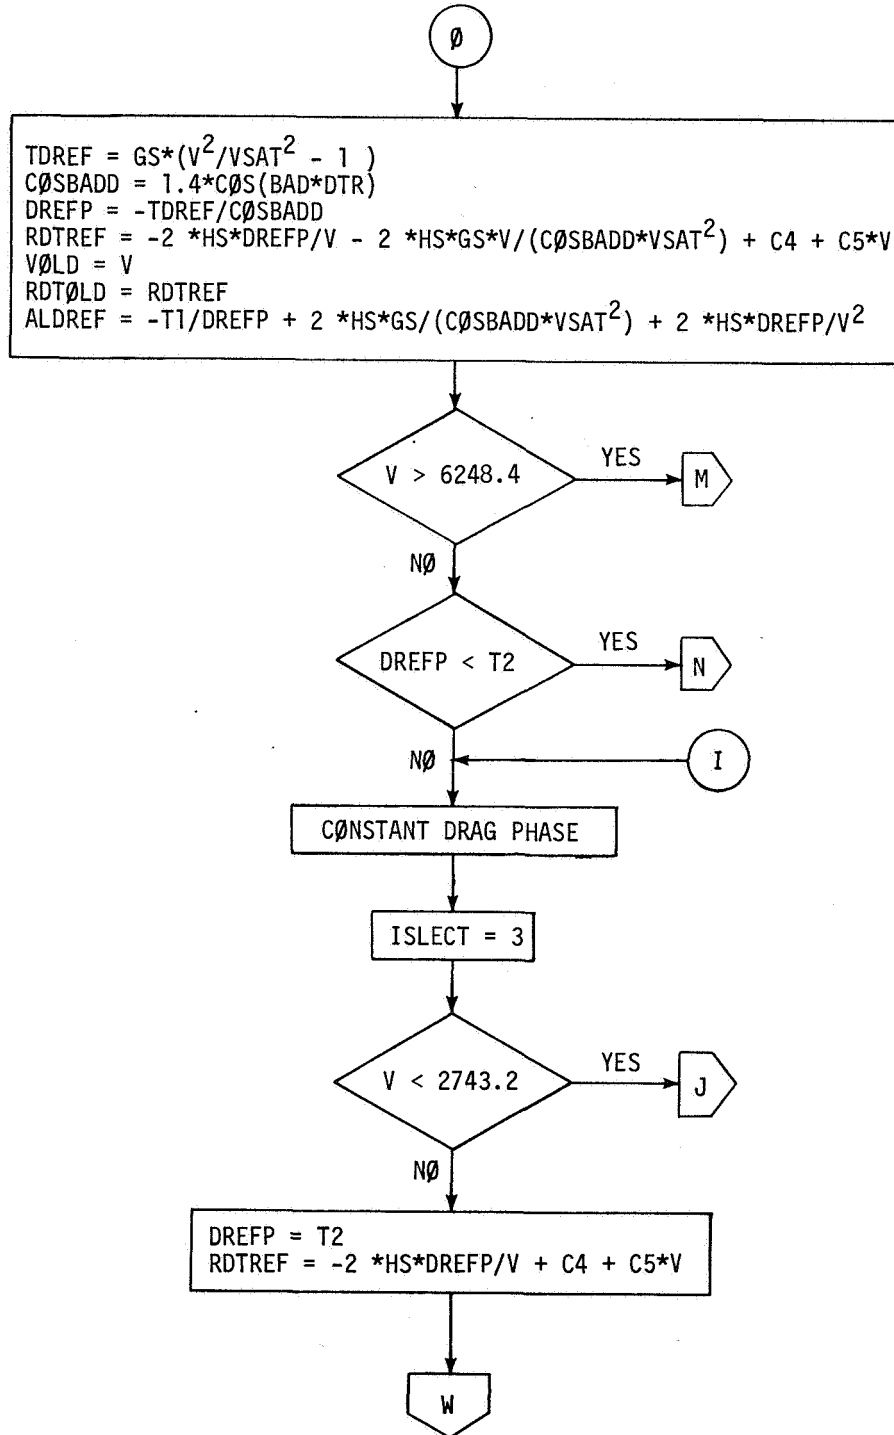 Ø
TDREF = GS*(V²/VSAT² - 1 )
CØSBADD = 1.4*CØS(BAD*DTR)
DREFP = -TDREF/CØSBADD
RDTREF = -2 *HS*DREFP/V - 2 *HS*GS*V/(CØSBADD*VSAT²) + C4 + C5*V
VØLD = V
RDTØLD = RDTREF
ALDREF = -T1/DREFP + 2 *HS*GS/(CØSBADD*VSAT²) + 2 *HS*DREFP/V²
V > 6248.4
YES
M
NØ
DREFP < T2
YES
N
NØ
I
CØNSTANT DRAG PHASE
ISLECT = 3
V < 2743.2
YES
J
NØ
DREFP = T2
RDTREF = -2 *HS*DREFP/V + C4 + C5*V
W